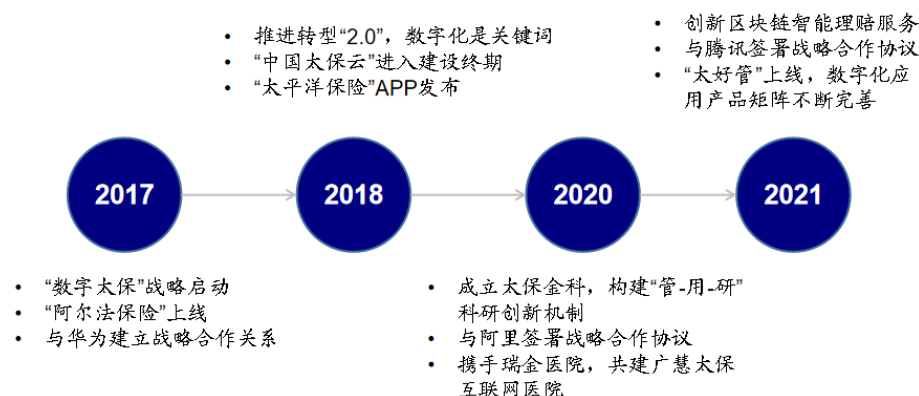 推进转型“2.0”，数字化是关键词
“中国太保云”进入建设终期
“太平洋保险”APP发布
创新区块链智能理赔服务
与腾讯签署战略合作协议
“太好管”上线，数字化应
用产品矩阵不断完善
2017
2018
2020
2021
“数字太保”战略启动
“阿尔法保险”上线
与华为建立战略合作关系
成立太保金科，构建“管-用-研”
科研创新机制
与阿里签署战略合作协议
携手瑞金医院，共建广慧太保
互联网医院